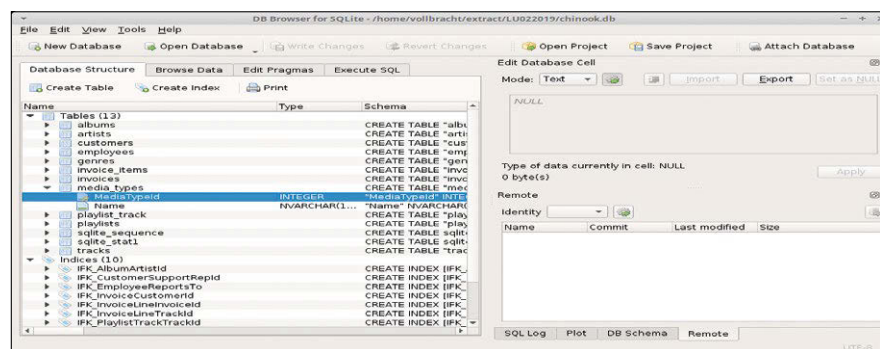 DB Browser for SQLite - /home/vollbracht/extract/LU022019/chinook.db
File Edit View Tools Help
New Database Open Database Write Changes Revert Changes Open Project Save Project Attach Database
Database Structure Browse Data Edit Pragmas Execute SQL
Create Table Create Index Print
Name Type Schema
Tables (13)
albums CREATE TABLE "albu
artists CREATE TABLE "arti
customers CREATE TABLE "cus
employees CREATE TABLE "emp
genres CREATE TABLE "gen
invoice_items CREATE TABLE "invo
invoices CREATE TABLE "invo
media_types CREATE TABLE "med
MediaTypeId INTEGER "MediaTypeId" INTE
Name NVARCHAR(1... "Name" NVARCHAR(
playlist_track CREATE TABLE "play
playlists CREATE TABLE "play
sqlite_sequence CREATE TABLE sqlit
sqlite_stat1 CREATE TABLE sqlit
tracks CREATE TABLE "trac
Indices (10)
IFK_AlbumArtistId CREATE INDEX [IFK_
IFK_CustomerSupportRepId CREATE INDEX [IFK_
IFK_EmployeeReportsTo CREATE INDEX [IFK_
IFK_InvoiceCustomerId CREATE INDEX [IFK_
IFK_InvoiceLineInvoiceId CREATE INDEX [IFK_
IFK_InvoiceLineTrackId CREATE INDEX [IFK_
IFK_PlaylistTrackTrackId CREATE INDEX [IFK_
Edit Database Cell
Mode: Text Import Export Set as NULL
NULL
Type of data currently in cell: NULL
0 byte(s)
Apply
Remote
Identity
Name Commit Last modified Size
SQL Log Plot DB Schema Remote
UTF-8